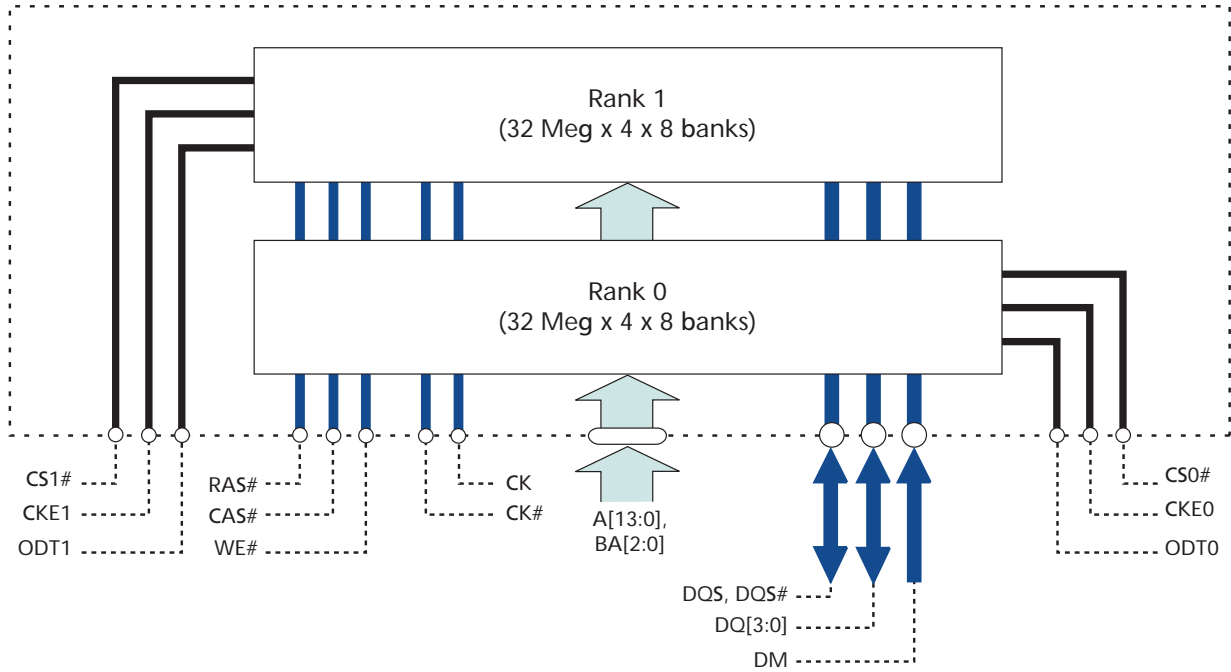 Rank 1
(32 Meg x 4 x 8 banks)
Rank 0
(32 Meg x 4 x 8 banks)
CS1#
CKE1
ODT1
RAS#
CAS#
WE#
CK
CK#
A[13:0],
BA[2:0]
DQS, DQS#
DQ[3:0]
DM
CS0#
CKE0
ODT0